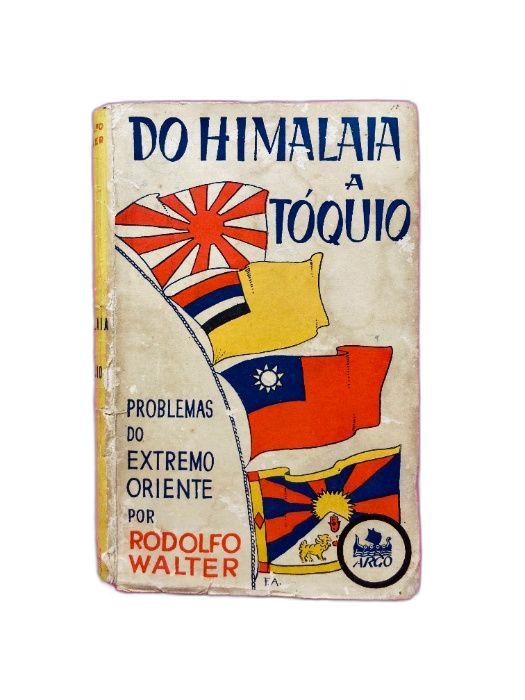 DO HIMALAIA
A
TÓQUIO
PROBLEMAS
DO
EXTREMO
ORIENTE
POR
RODOLFO
WALTER
F.A.
ARGO